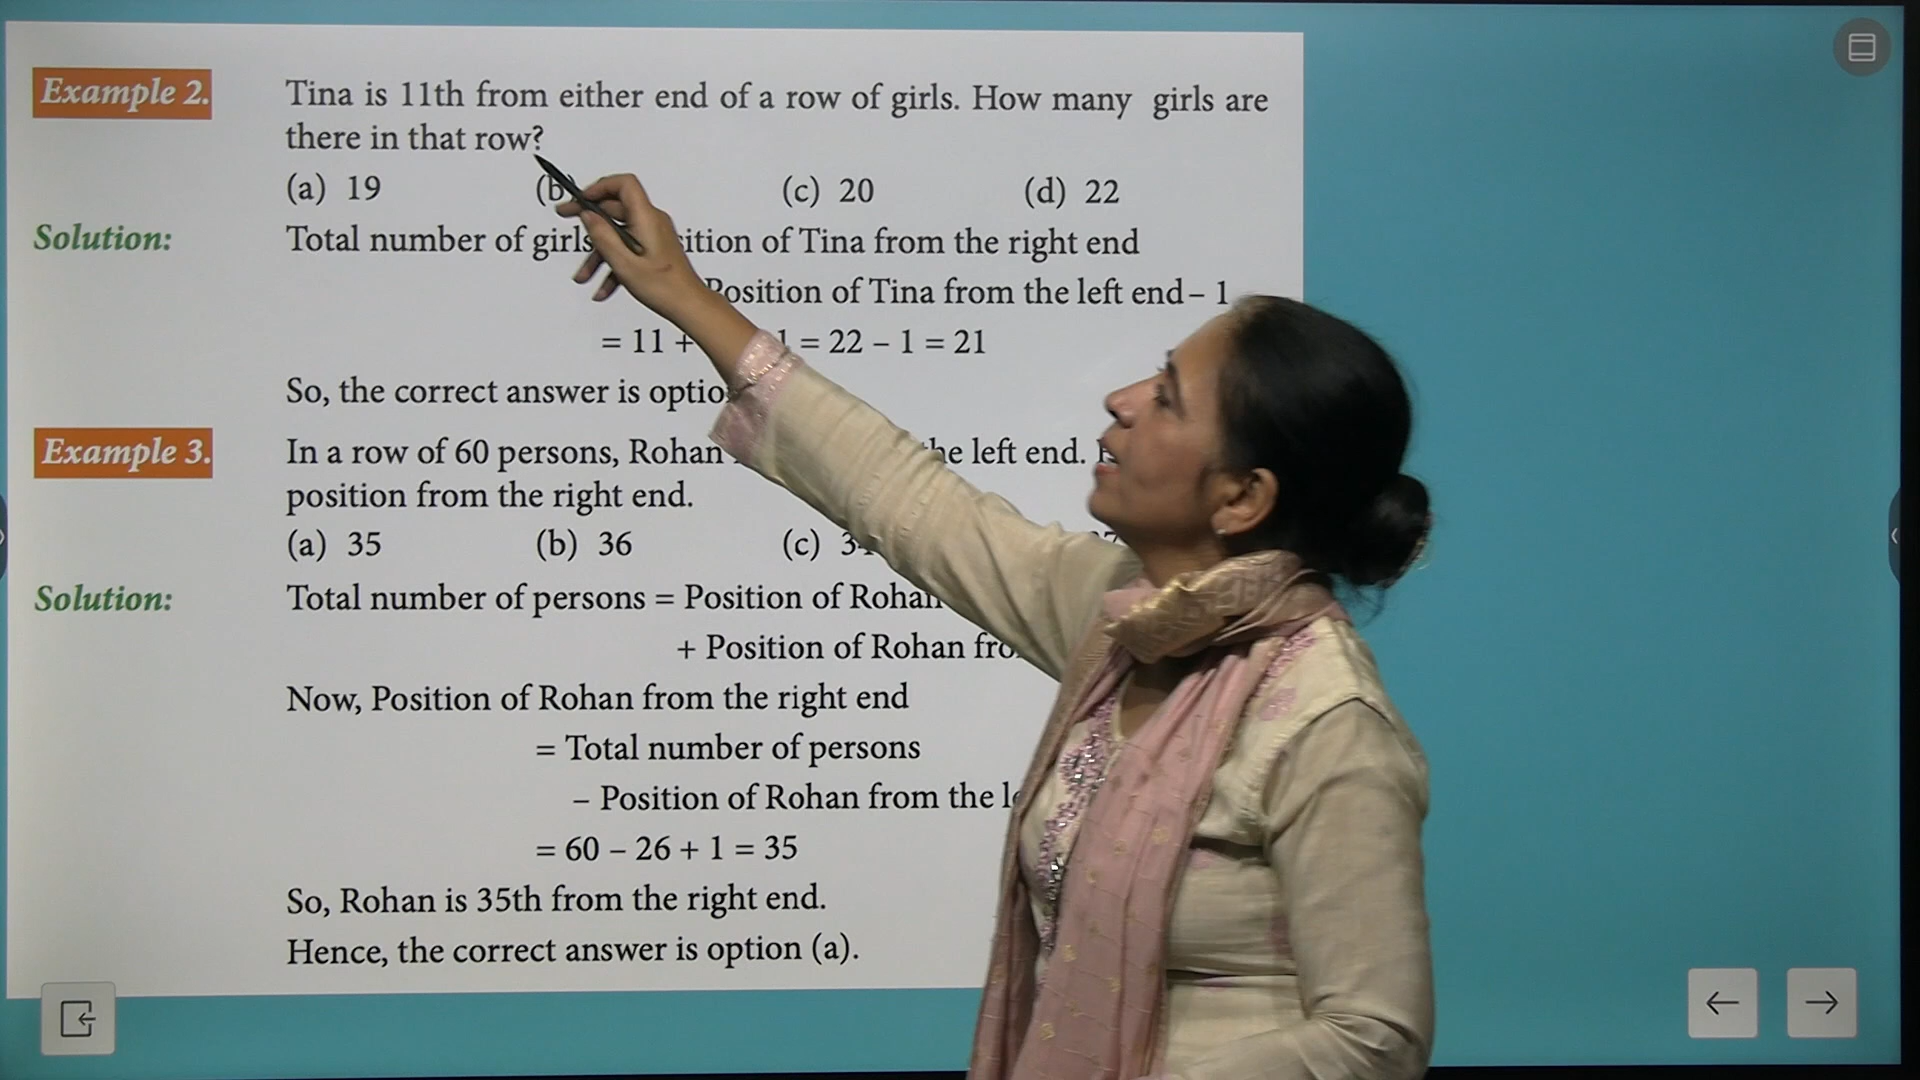 Example 2. Tina is 11th from either end of a row of girls. How many girls are
there in that row?
(a) 19 (b) (c) 20 (d) 22
Solution: Total number of girls of Tina from the right end
Position of Tina from the left end – 1
= 11 + 1 = 22 – 1 = 21
So, the correct answer is
Example 3. In a row of 60 persons, Rohan the left end.
position from the right end.
(a) 35 (b) 36 (c)
Solution: Total number of persons = Position of Rohan
+ Position of Rohan
Now, Position of Rohan from the right end
= Total number of persons
– Position of Rohan from the
= 60 – 26 + 1 = 35
So, Rohan is 35th from the right end.
Hence, the correct answer is option (a).